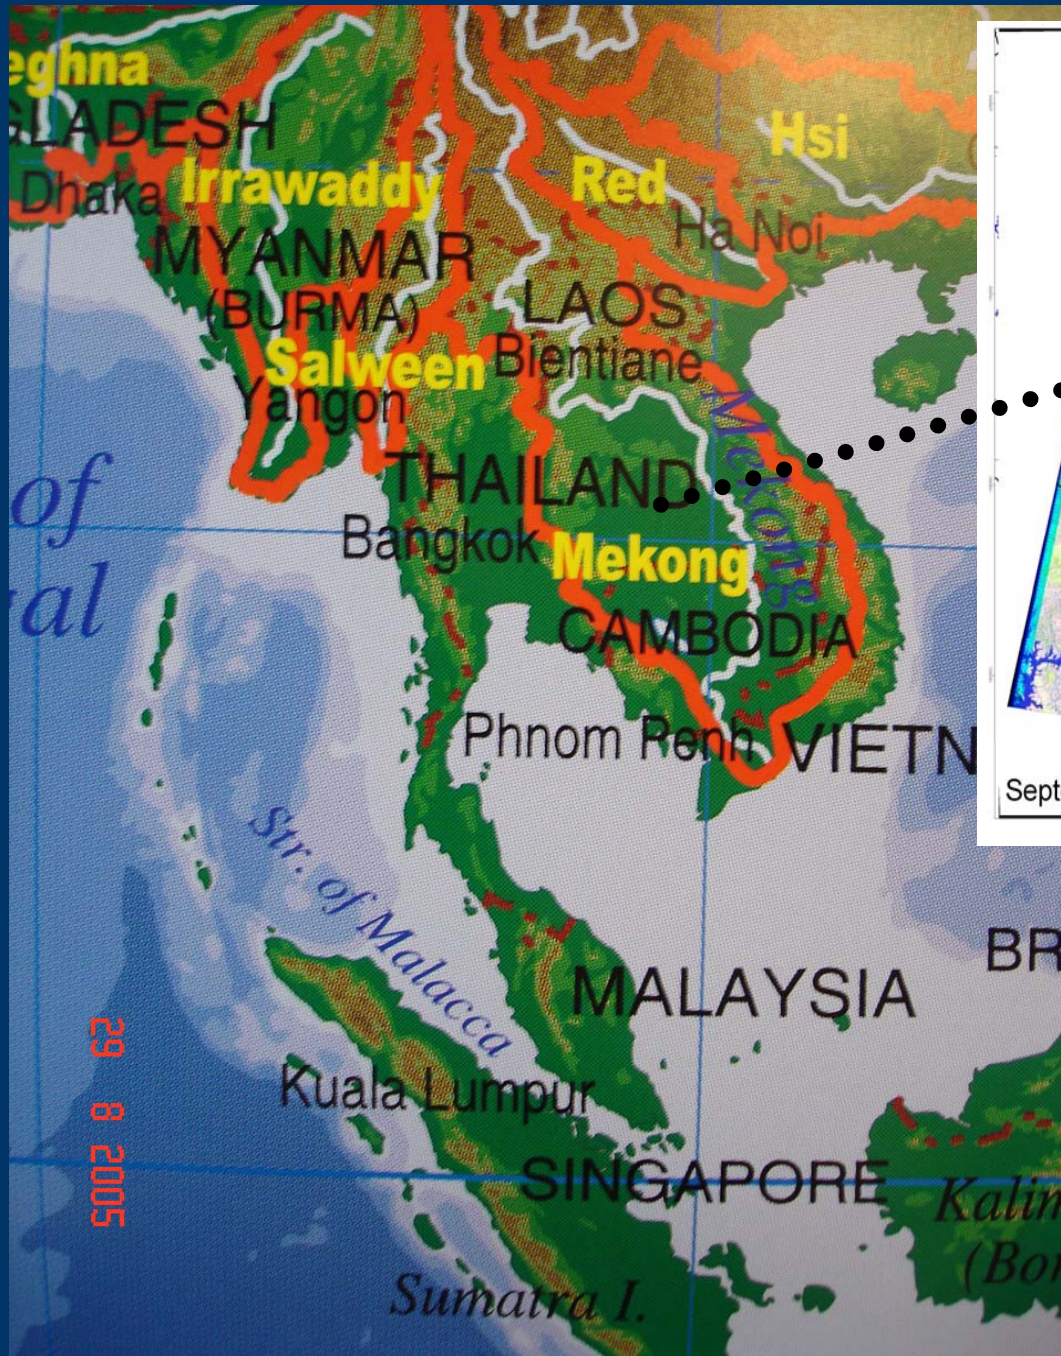 eghna
GLADESH
Hsi
Dhaka
Irrawaddy
Red
Ha Noi
MYANMAR
(BURMA)
LAOS
Salween
Bientiane
Yangon
Mekong
THAILAND
of
Bangkok
Mekong
al
CAMBODIA
Phnom Penh
VIETN
Sept
Str. of Malacca
BR
MALAYSIA
29 8 2005
Kuala Lumpur
SINGAPORE
Kalim
(Bor
Sumatra I.